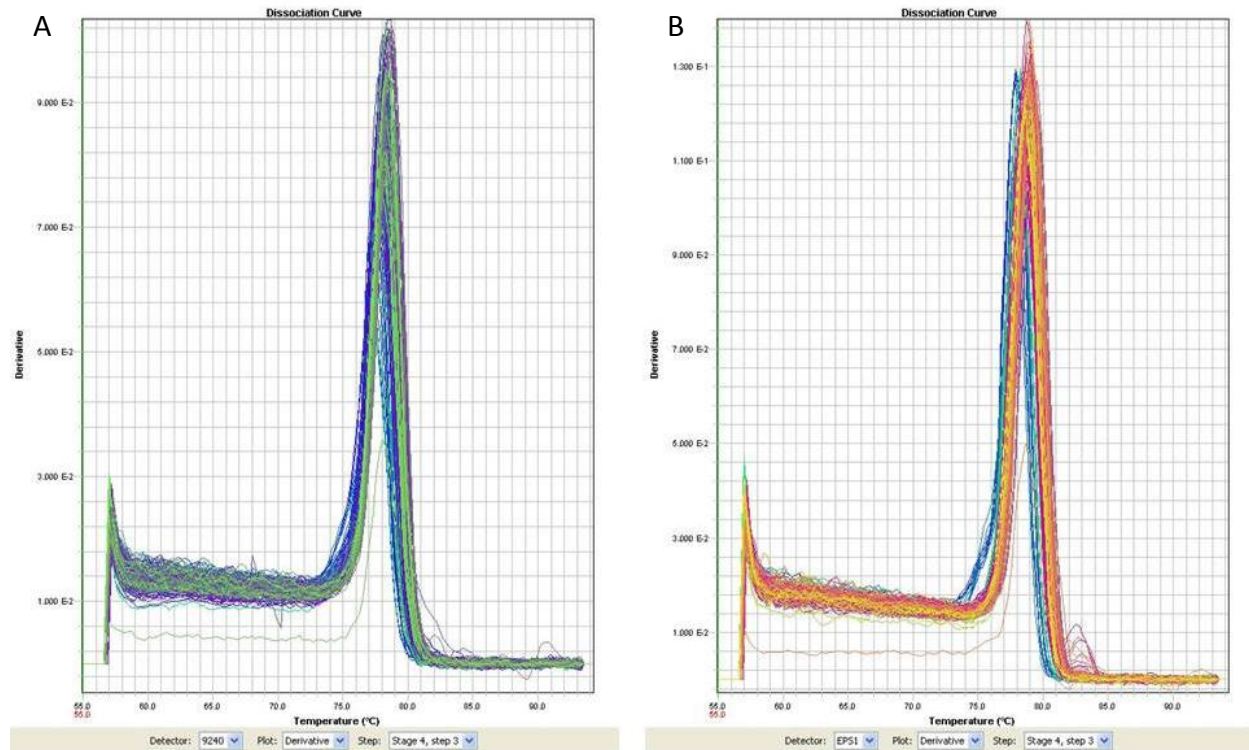 A
Dissociation Curve
9.000 E-2
7.000 E-2
5.000 E-2
3.000 E-2
1.000 E-2
Derivative
55.0 60.0 65.0 70.0 75.0 80.0 85.0 90.0
55.0
Temperature (°C)
Detector: 9240 Plot: Derivative Step: Stage 4, step 3
B
Dissociation Curve
1.300 E-1
1.100 E-1
9.000 E-2
7.000 E-2
5.000 E-2
3.000 E-2
1.000 E-2
Derivative
55.0 60.0 65.0 70.0 75.0 80.0 85.0 90.0
55.0
Temperature (°C)
Detector: EPS1 Plot: Derivative Step: Stage 4, step 3